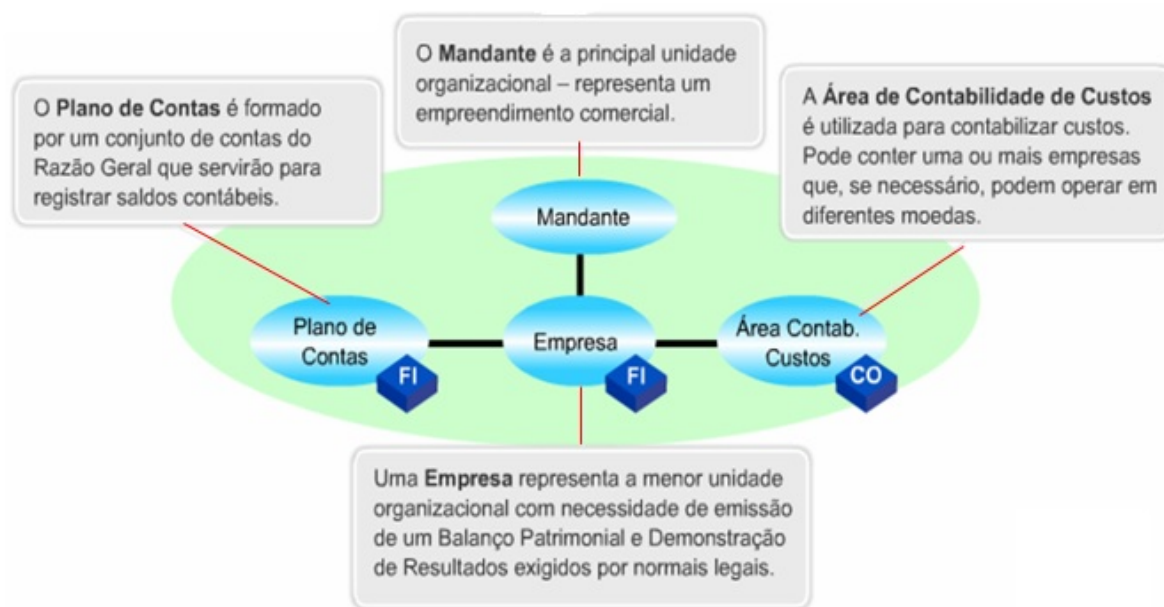 O Mandante é a principal unidade
organizacional – representa um
empreendimento comercial.
O Plano de Contas é formado
por um conjunto de contas do
Razão Geral que servirão para
registrar saldos contábeis.
A Área de Contabilidade de Custos
é utilizada para contabilizar custos.
Pode conter uma ou mais empresas
que, se necessário, podem operar em
diferentes moedas.
Mandante
Plano de
Contas
FI
Empresa
FI
Área Contab.
Custos
CO
Uma Empresa representa a menor unidade
organizacional com necessidade de emissão
de um Balanço Patrimonial e Demonstração
de Resultados exigidos por normais legais.